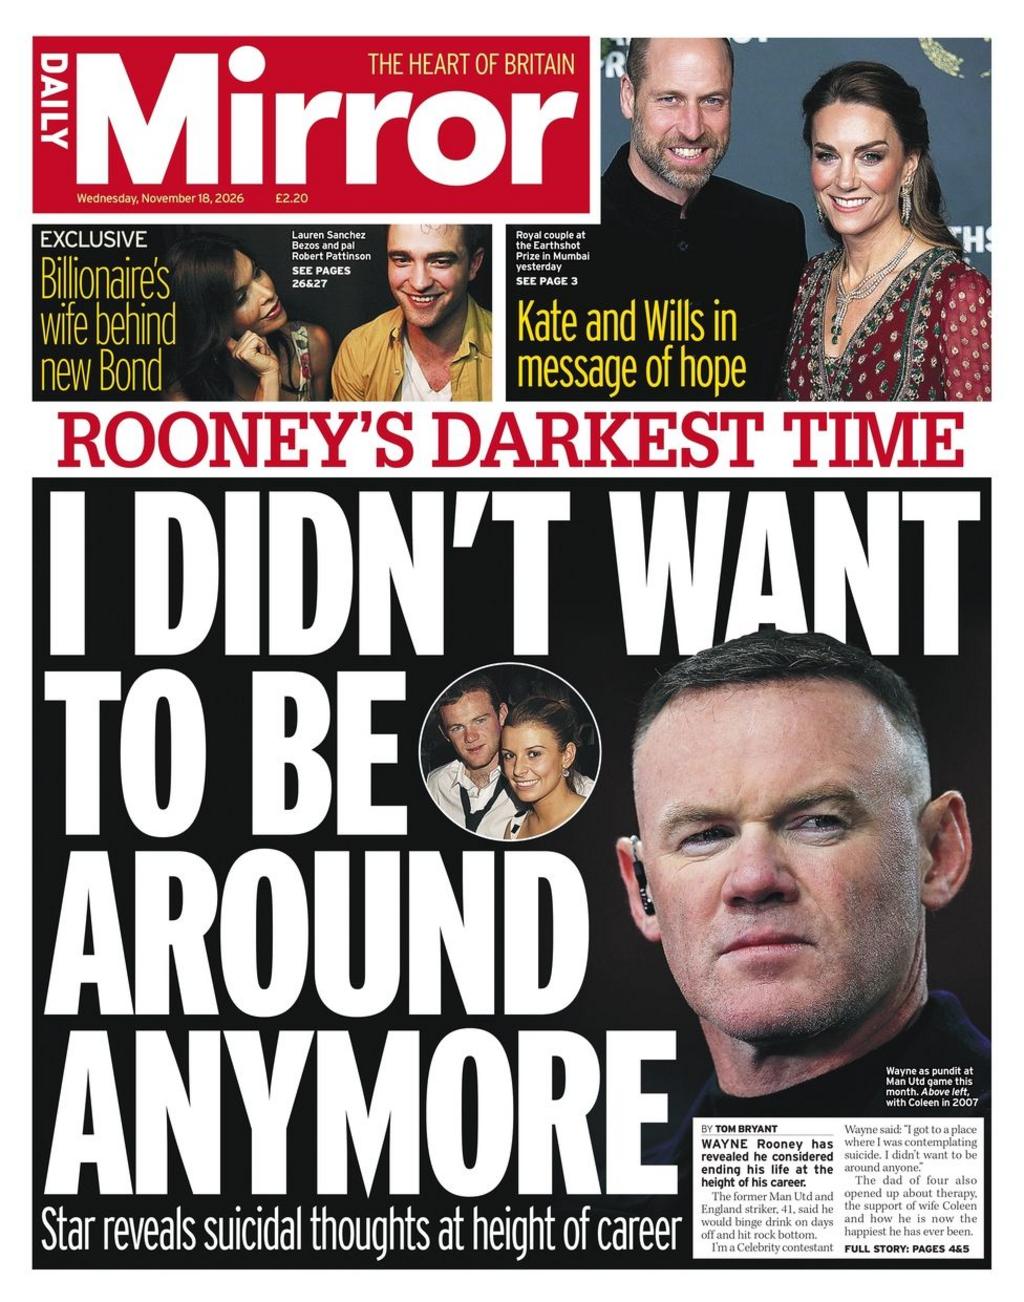 DAILY
Mirror
THE HEART OF BRITAIN
Wednesday, November 18, 2026 £2.20
EXCLUSIVE
Billionaire's
wife behind
new Bond
Lauren Sanchez
Bezos and pal
Robert Pattinson
SEE PAGES
26&27
Royal couple at
the Earthshot
Prize in Mumbai
yesterday
SEE PAGE 3
Kate and Wills in
message of hope
ROONEY'S DARKEST TIME
I DIDN'T WANT
TO BE
AROUND
ANYMORE
Star reveals suicidal thoughts at height of career
Wayne as pundit at
Man Utd game this
month. Above left,
with Coleen in 2007
BY TOM BRYANT
WAYNE Rooney has
revealed he considered
ending his life at the
height of his career.
The former Man Utd and
England striker, 41, said he
would binge drink on days
off and hit rock bottom.
I'm a Celebrity contestant
Wayne said: "I got to a place
where I was contemplating
suicide. I didn't want to be
around anyone."
The dad of four also
opened up about therapy,
the support of wife Coleen
and how he is now the
happiest he has ever been.
FULL STORY: PAGES 4&5